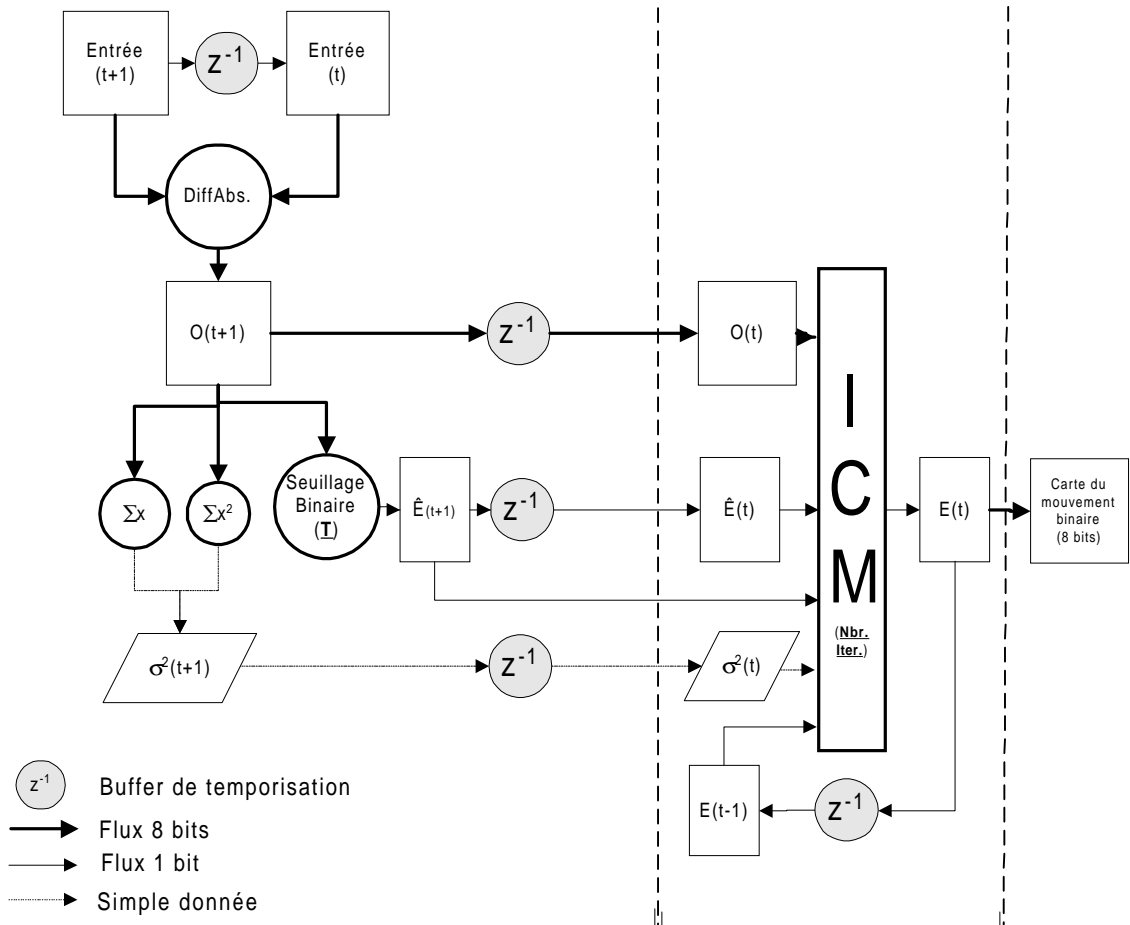 Entrée
(t+1)
z⁻¹
Entrée
(t)
DiffAbs.
O(t+1)
z⁻¹
O(t)
I
C
M
(Nbr.
Iter.)
Σx
Σx²
Seuillage
Binaire
(T)
Ê(t+1)
z⁻¹
Ê(t)
E(t)
Carte du
mouvement
binaire
(8 bits)
σ²(t+1)
z⁻¹
σ²(t)
E(t-1)
z⁻¹
z⁻¹ Buffer de temporisation
Flux 8 bits
Flux 1 bit
Simple donnée